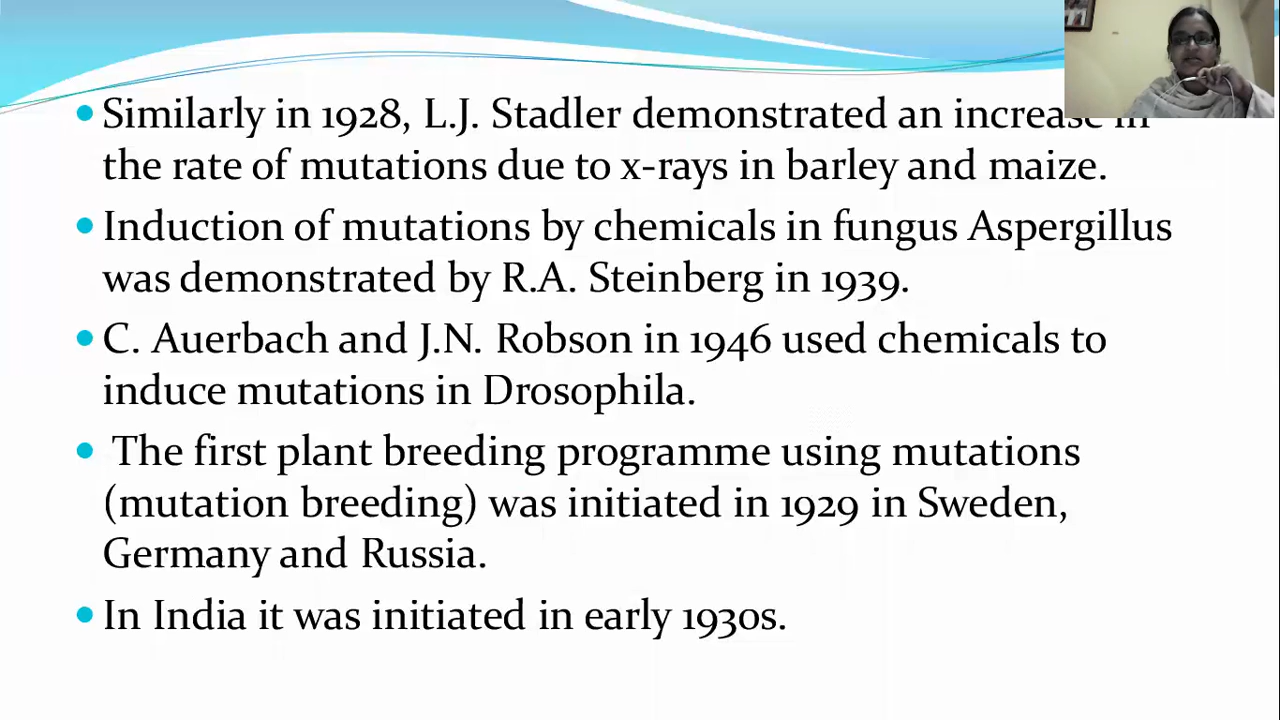 • Similarly in 1928, L.J. Stadler demonstrated an increase in
the rate of mutations due to x-rays in barley and maize.
• Induction of mutations by chemicals in fungus Aspergillus
was demonstrated by R.A. Steinberg in 1939.
• C. Auerbach and J.N. Robson in 1946 used chemicals to
induce mutations in Drosophila.
• The first plant breeding programme using mutations
(mutation breeding) was initiated in 1929 in Sweden,
Germany and Russia.
• In India it was initiated in early 1930s.